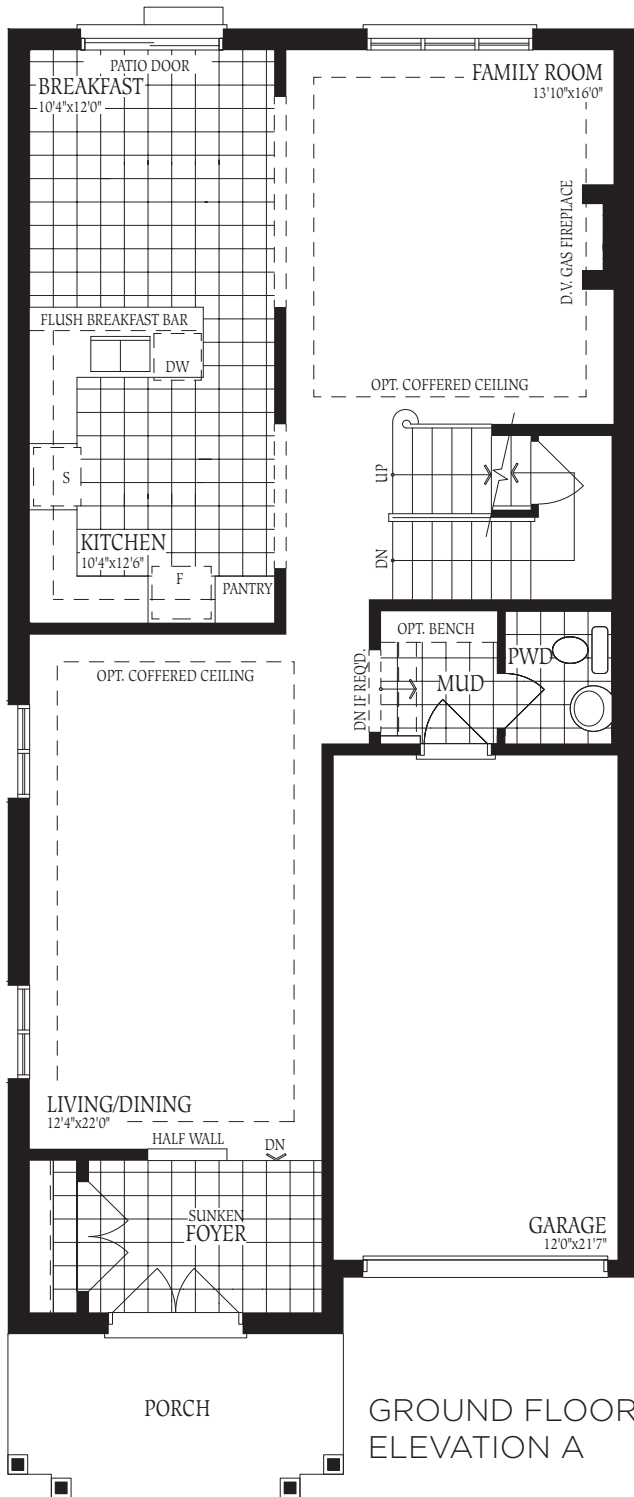 PATIO DOOR
BREAKFAST
10'4"x12'0"
FAMILY ROOM
13'10"x16'0"
D.V. GAS FIREPLACE
FLUSH BREAKFAST BAR
DW
OPT. COFFERED CEILING
S
UP
KITCHEN
10'4"x12'6"
F
PANTRY
DN
OPT. BENCH
PWD
MUD
DN IF REQ'D.
OPT. COFFERED CEILING
LIVING/DINING
12'4"x22'0"
HALF WALL
DN
SUNKEN
FOYER
GARAGE
12'0"x21'7"
PORCH
GROUND FLOOR
ELEVATION A